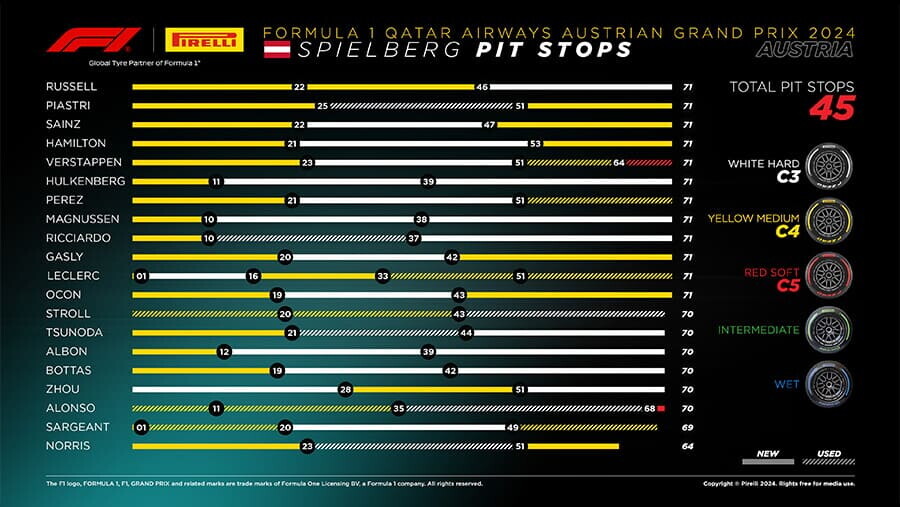 F1
PIRELLI
Global Tyre Partner of Formula 1®
FORMULA 1 QATAR AIRWAYS AUSTRIAN GRAND PRIX 2024
SPIELBERG PIT STOPS
AUSTRIA
TOTAL PIT STOPS
45
RUSSELL 22 46 71
PIASTRI 25 51 71
SAINZ 22 47 71
HAMILTON 21 53 71
VERSTAPPEN 23 51 64 71
HULKENBERG 11 39 71
PEREZ 21 51 71
MAGNUSSEN 10 38 71
RICCIARDO 10 37 71
GASLY 20 42 71
LECLERC 01 16 33 51 71
OCON 19 43 71
STROLL 20 43 70
TSUNODA 21 44 70
ALBON 12 39 70
BOTTAS 19 42 70
ZHOU 28 51 70
ALONSO 11 35 68 70
SARGEANT 01 20 49 69
NORRIS 23 51 64
WHITE HARD
C3
YELLOW MEDIUM
C4
RED SOFT
C5
INTERMEDIATE
WET
NEW USED
The F1 logo, FORMULA 1, F1, GRAND PRIX and related marks are trade marks of Formula One Licensing BV, a Formula 1 company. All rights reserved.
Copyright © Pirelli 2024. Rights free for media use.